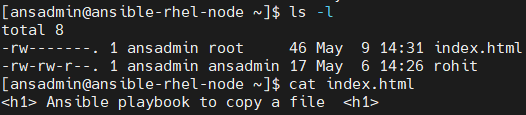 [ansadmin@ansible-rhel-node ~]$ ls -l
total 8
-rw-------. 1 ansadmin root     46 May  9 14:31 index.html
-rw-rw-r--. 1 ansadmin ansadmin 17 May  6 14:26 rohit
[ansadmin@ansible-rhel-node ~]$ cat index.html
<h1> Ansible playbook to copy a file  <h1>